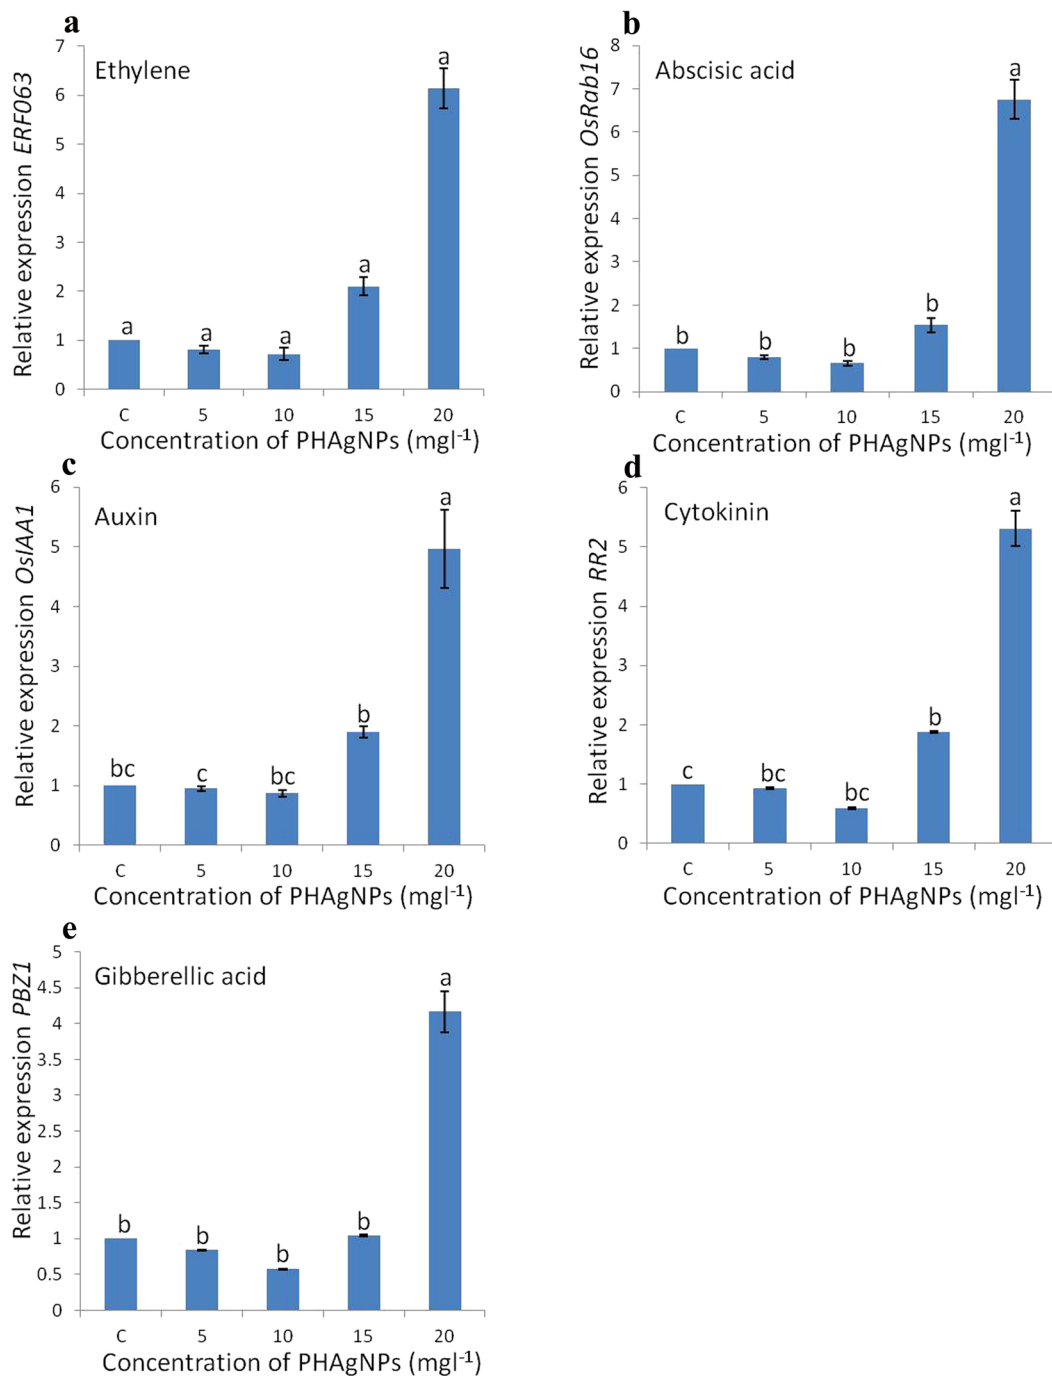 a
Ethylene
Relative expression ERF063
7
6
5
4
3
2
1
0
a
a
a
a
a
C 5 10 15 20
Concentration of PHAgNPs (mgl⁻¹)
b
Abscisic acid
Relative expression OsRab16
8
7
6
5
4
3
2
1
0
b
b
b
b
a
C 5 10 15 20
Concentration of PHAgNPs (mgl⁻¹)
c
Auxin
Relative expression OsIAA1
6
5
4
3
2
1
0
bc
c
bc
b
a
C 5 10 15 20
Concentration of PHAgNPs (mgl⁻¹)
d
Cytokinin
Relative expression RR2
6
5
4
3
2
1
0
c
bc
bc
b
a
C 5 10 15 20
Concentration of PHAgNPs (mgl⁻¹)
e
Gibberellic acid
Relative expression PBZ1
5
4.5
4
3.5
3
2.5
2
1.5
1
0.5
0
b
b
b
b
a
C 5 10 15 20
Concentration of PHAgNPs (mgl⁻¹)